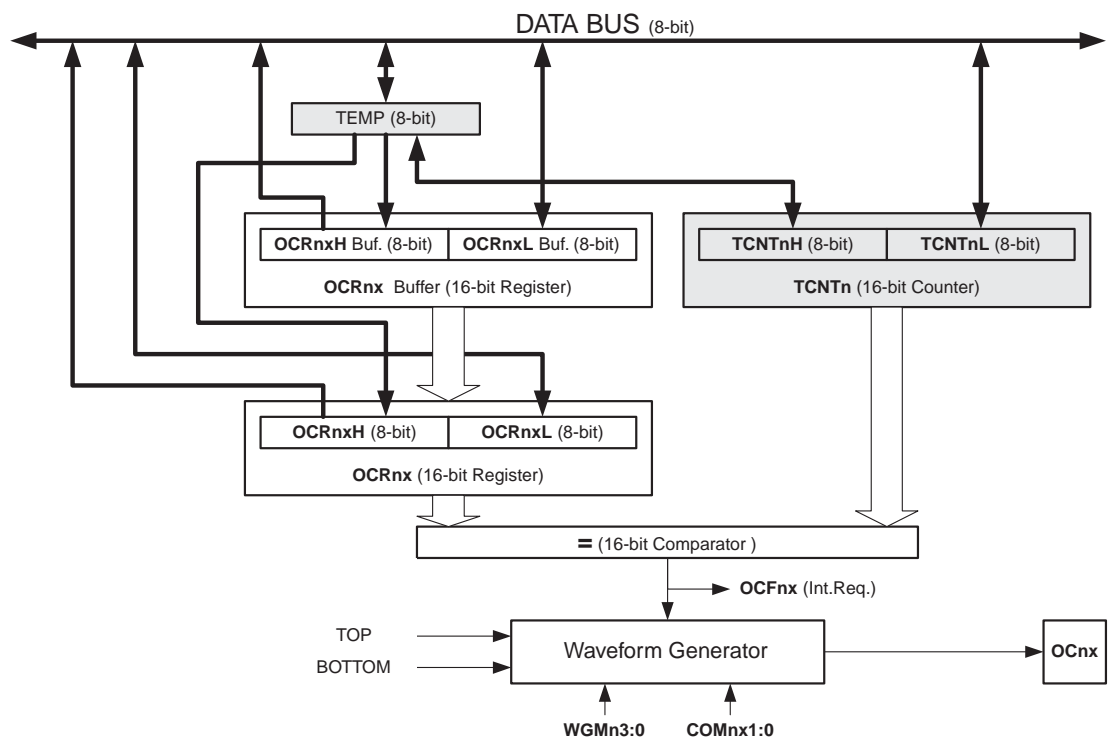 DATA BUS (8-bit)
TEMP (8-bit)
OCRnxH Buf. (8-bit) OCRnxL Buf. (8-bit)
OCRnx Buffer (16-bit Register)
TCNTnH (8-bit) TCNTnL (8-bit)
TCNTn (16-bit Counter)
OCRnxH (8-bit) OCRnxL (8-bit)
OCRnx (16-bit Register)
= (16-bit Comparator )
OCFnx (Int.Req.)
TOP
BOTTOM
Waveform Generator
OCnx
WGMn3:0 COMnx1:0